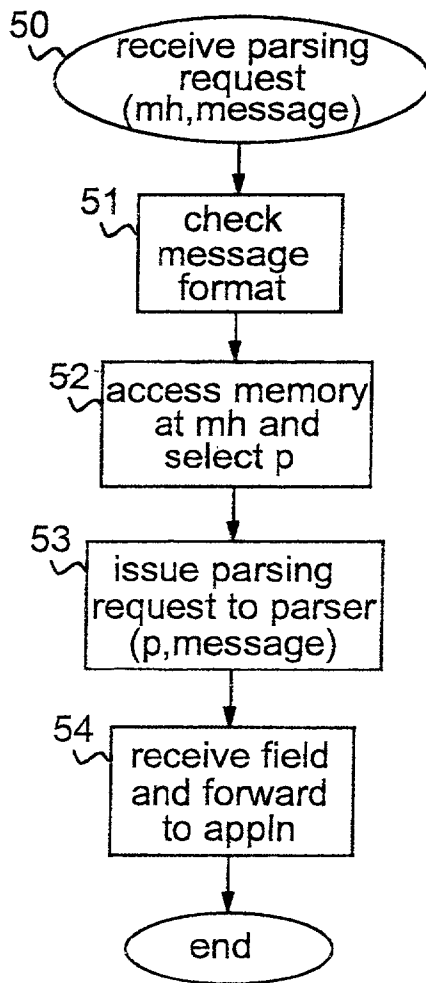 50
receive parsing
request
(mh,message)
51
check
message
format
52
access memory
at mh and
select p
53
issue parsing
request to parser
(p,message)
54
receive field
and forward
to appln
end